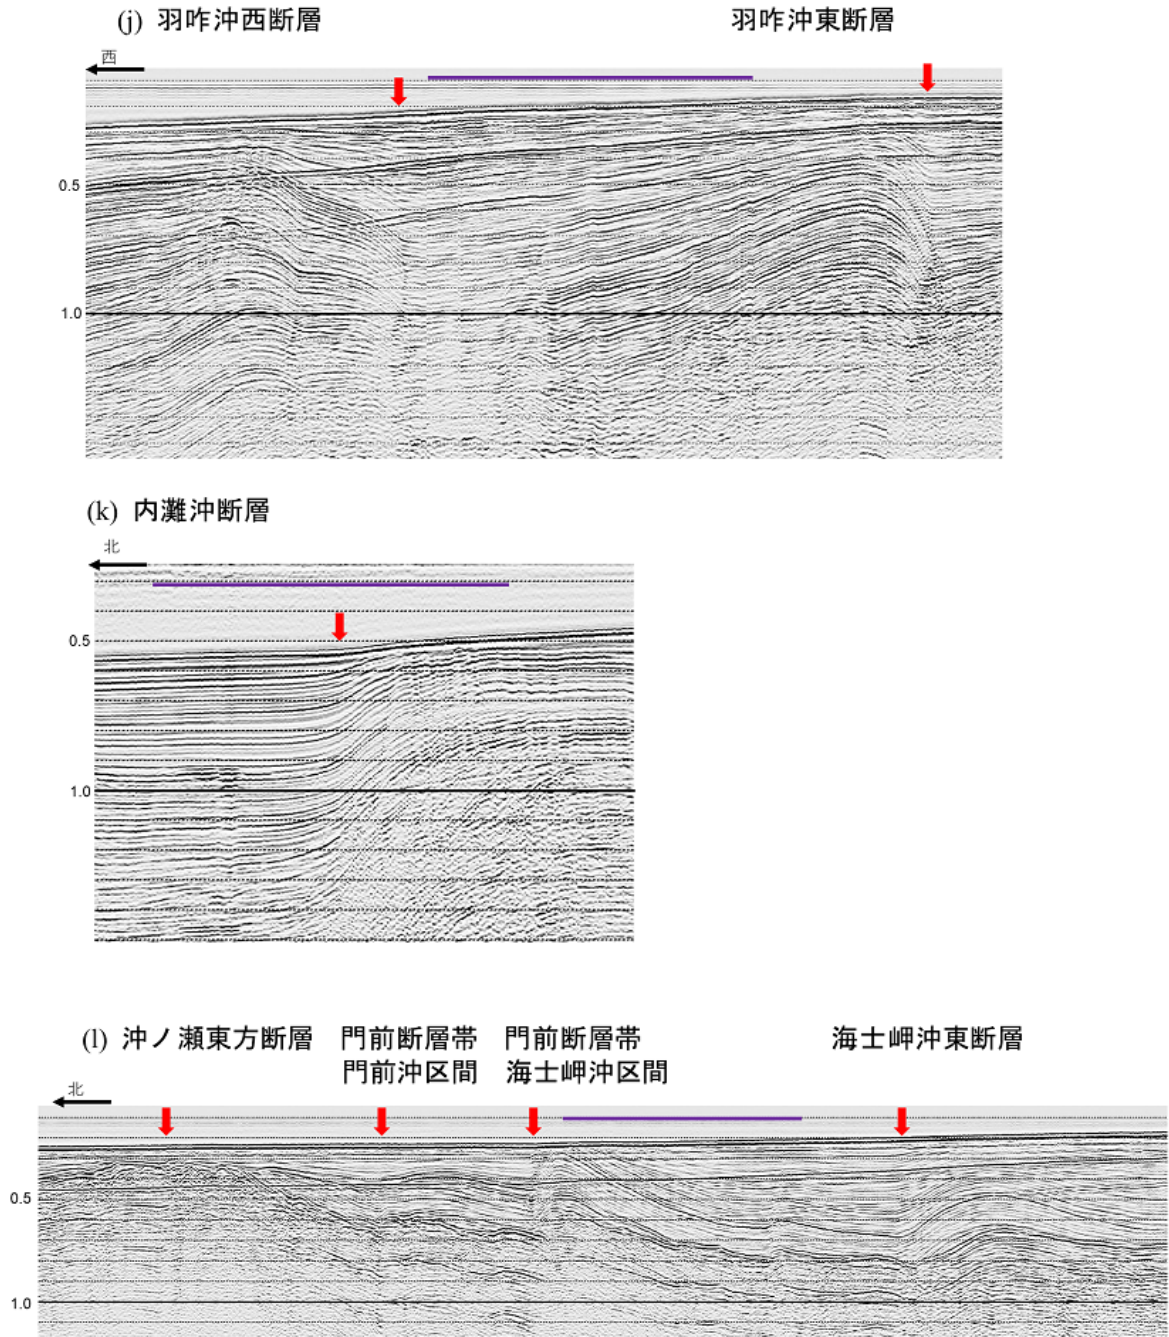 (j) 羽咋沖西断層
羽咋沖東断層
西
0.5
1.0
(k) 内灘沖断層
北
0.5
1.0
(l) 沖ノ瀬東方断層
門前断層帯
門前沖区間
門前断層帯
海士岬沖区間
海士岬沖東断層
北
0.5
1.0